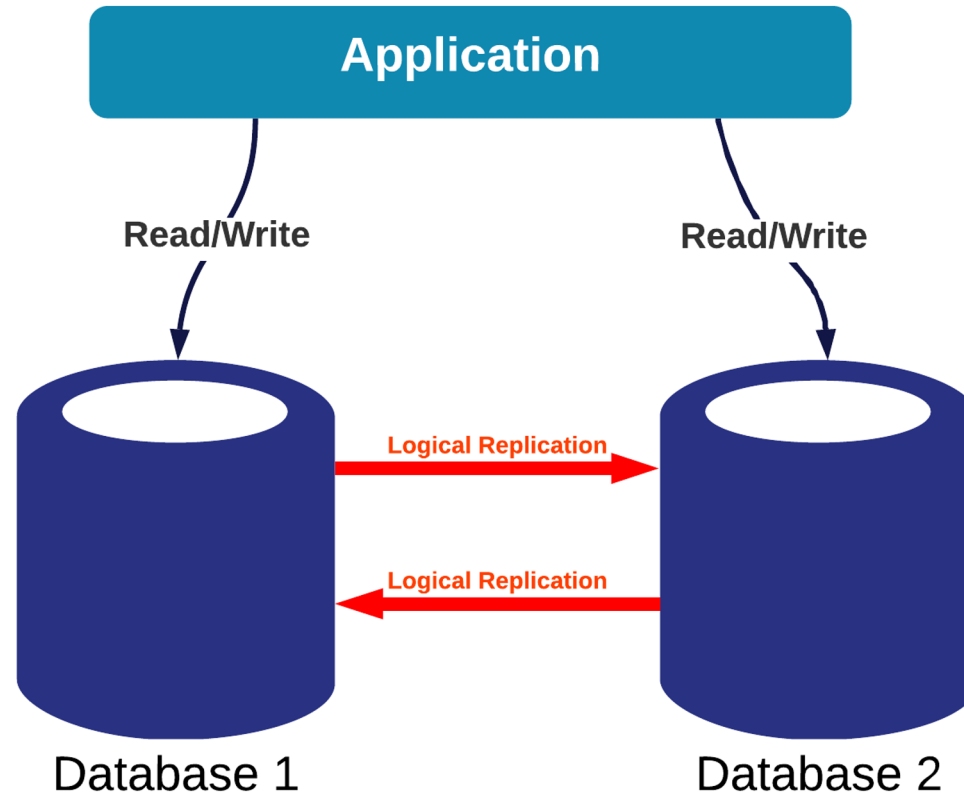 Application
Read/Write
Read/Write
Logical Replication
Logical Replication
Database 1
Database 2